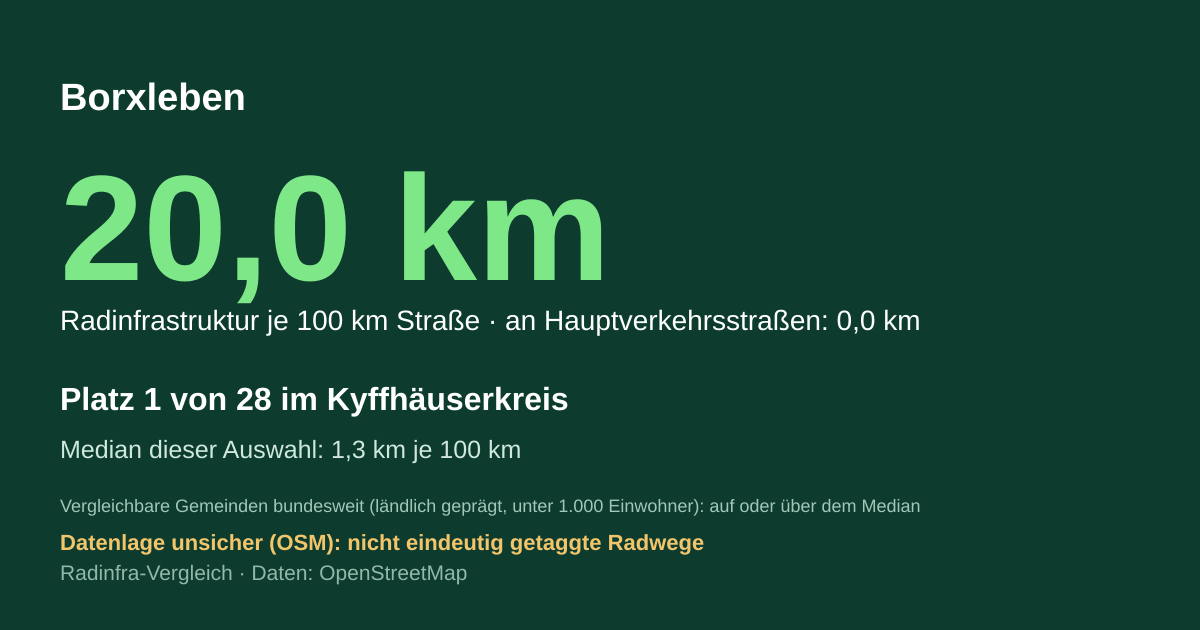 Borxleben
20,0 km
Radinfrastruktur je 100 km Straße · an Hauptverkehrsstraßen: 0,0 km
Platz 1 von 28 im Kyffhäuserkreis
Median dieser Auswahl: 1,3 km je 100 km
Vergleichbare Gemeinden bundesweit (ländlich geprägt, unter 1.000 Einwohner): auf oder über dem Median
Datenlage unsicher (OSM): nicht eindeutig getaggte Radwege
Radinfra-Vergleich · Daten: OpenStreetMap